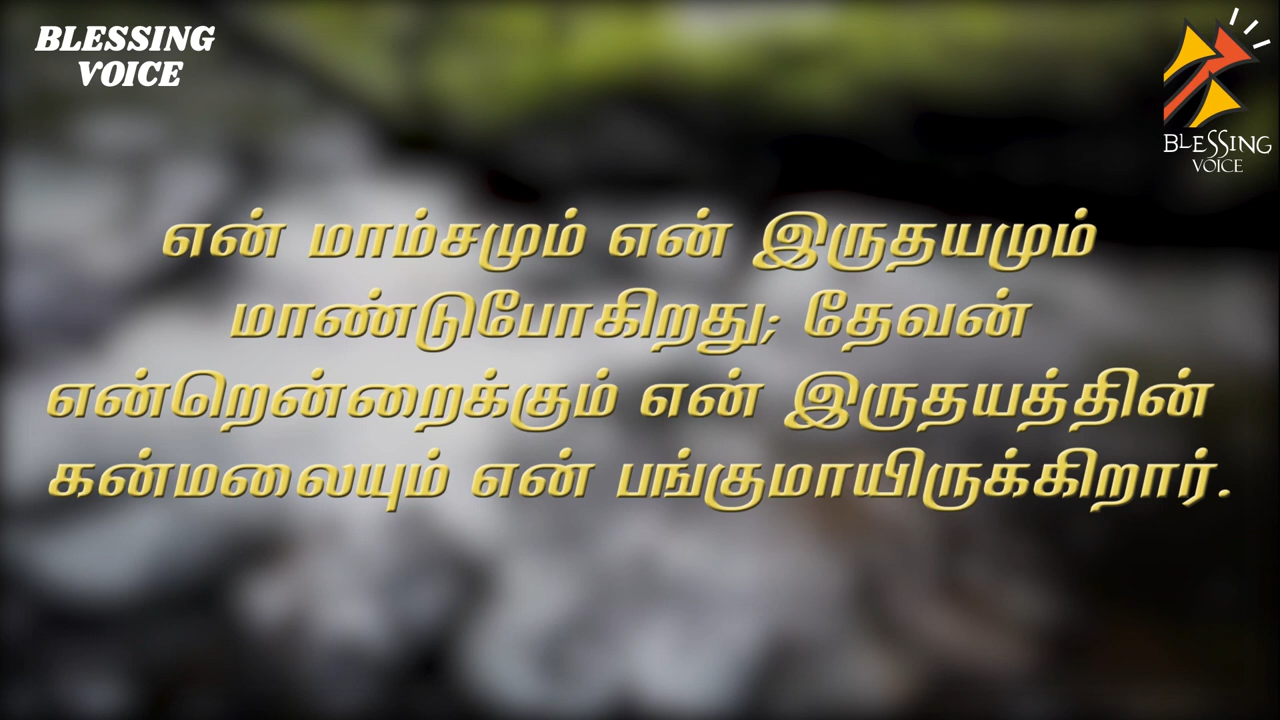 BLESSING
VOICE
BLESSING
VOICE
என் மாம்சமும் என் இருதயமும்
மாண்டுபோகிறது; தேவன்
என்றென்றைக்கும் என் இருதயத்தின்
கன்மலையும் என் பங்குமாயிருக்கிறார்.